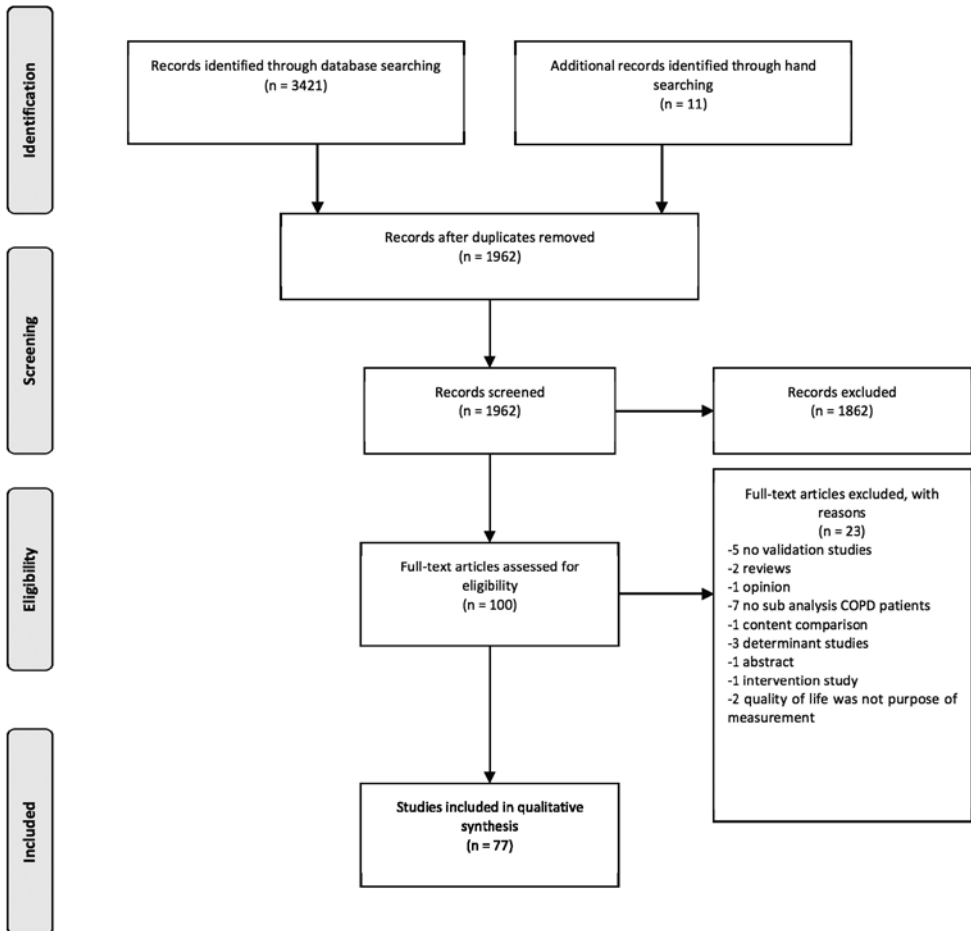 Identification
Records identified through database searching
(n = 3421)
Additional records identified through hand
searching
(n = 11)
Records after duplicates removed
(n = 1962)
Screening
Records screened
(n = 1962)
Records excluded
(n = 1862)
Eligibility
Full-text articles assessed for
eligibility
(n = 100)
Full-text articles excluded, with
reasons
(n = 23)
-5 no validation studies
-2 reviews
-1 opinion
-7 no sub analysis COPD patients
-1 content comparison
-3 determinant studies
-1 abstract
-1 intervention study
-2 quality of life was not purpose of
measurement
Included
Studies included in qualitative
synthesis
(n = 77)